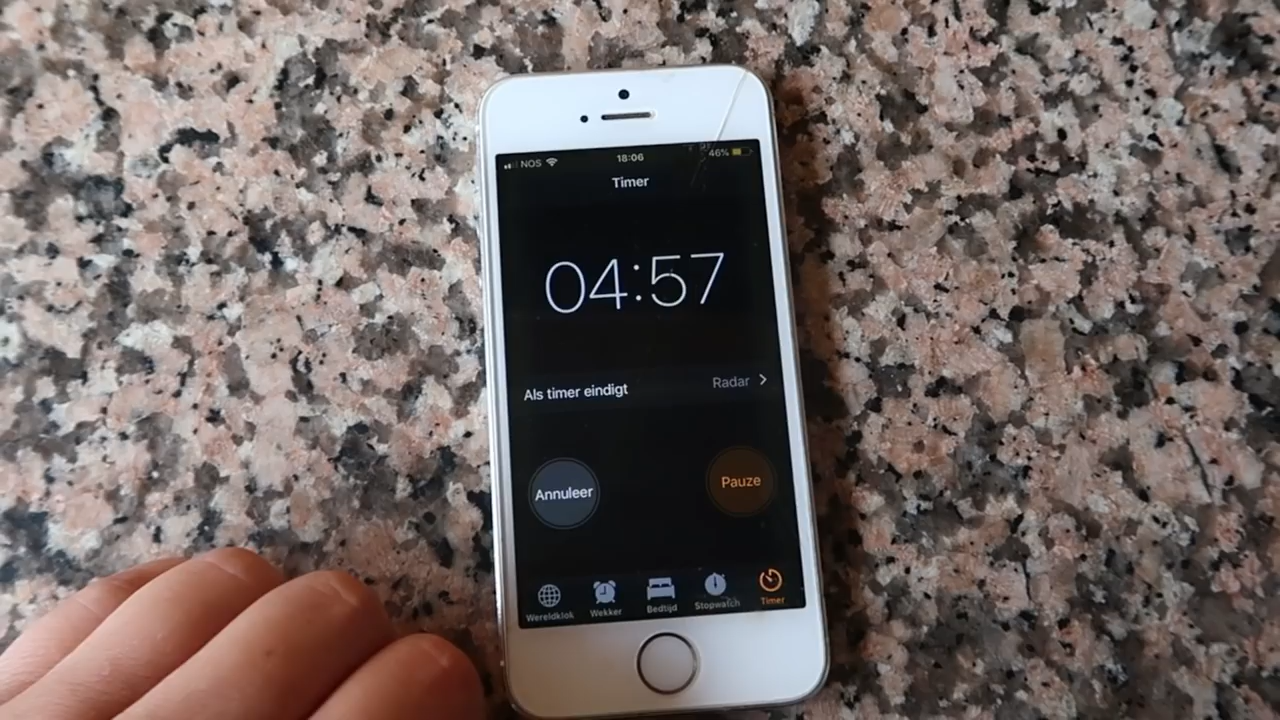 NOS 18:06 46%
Timer
04:57
Als timer eindigt Radar
Annuleer Pauze
Wereldklok Wekker Bedtijd Stopwatch Timer